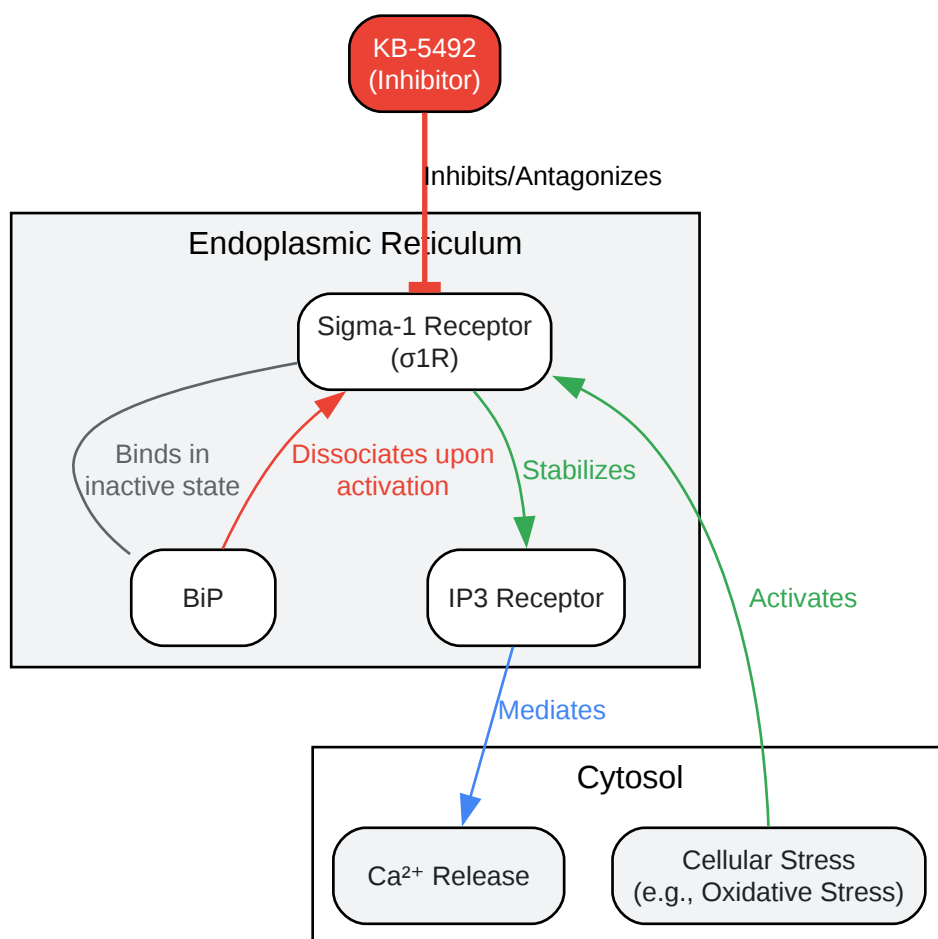 KB-5492
(Inhibitor)
Inhibits/Antagonizes
Endoplasmic Reticulum
Sigma-1 Receptor
(σ1R)
Binds in
inactive state
Dissociates upon
activation
Stabilizes
BiP
IP3 Receptor
Activates
Mediates
Cytosol
Ca²⁺ Release
Cellular Stress
(e.g., Oxidative Stress)